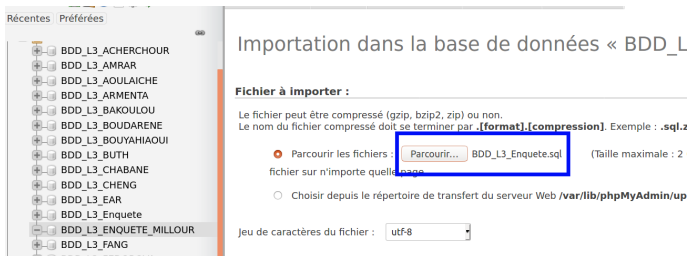 Récentes Préférées
BDD_L3_ACHERCHOUR
BDD_L3_AMRAR
BDD_L3_AOULAICHE
BDD_L3_ARMENTA
BDD_L3_BAKOULOU
BDD_L3_BOUDARENE
BDD_L3_BOUYAHIAOUI
BDD_L3_BUTH
BDD_L3_CHABANE
BDD_L3_CHENG
BDD_L3_EAR
BDD_L3_Enquete
BDD_L3_ENQUETE_MILLOUR
BDD_L3_FANG
Importation dans la base de données « BDD_L
Fichier à importer :
Le fichier peut être compressé (gzip, bzip2, zip) ou non.
Le nom du fichier compressé doit se terminer par .[format].[compression]. Exemple : .sql.z
Parcourir les fichiers : Parcourir... BDD_L3_Enquete.sql (Taille maximale : 2
fichier sur n'importe quelle page.
Choisir depuis le répertoire de transfert du serveur Web /var/lib/phpMyAdmin/up
Jeu de caractères du fichier : utf-8